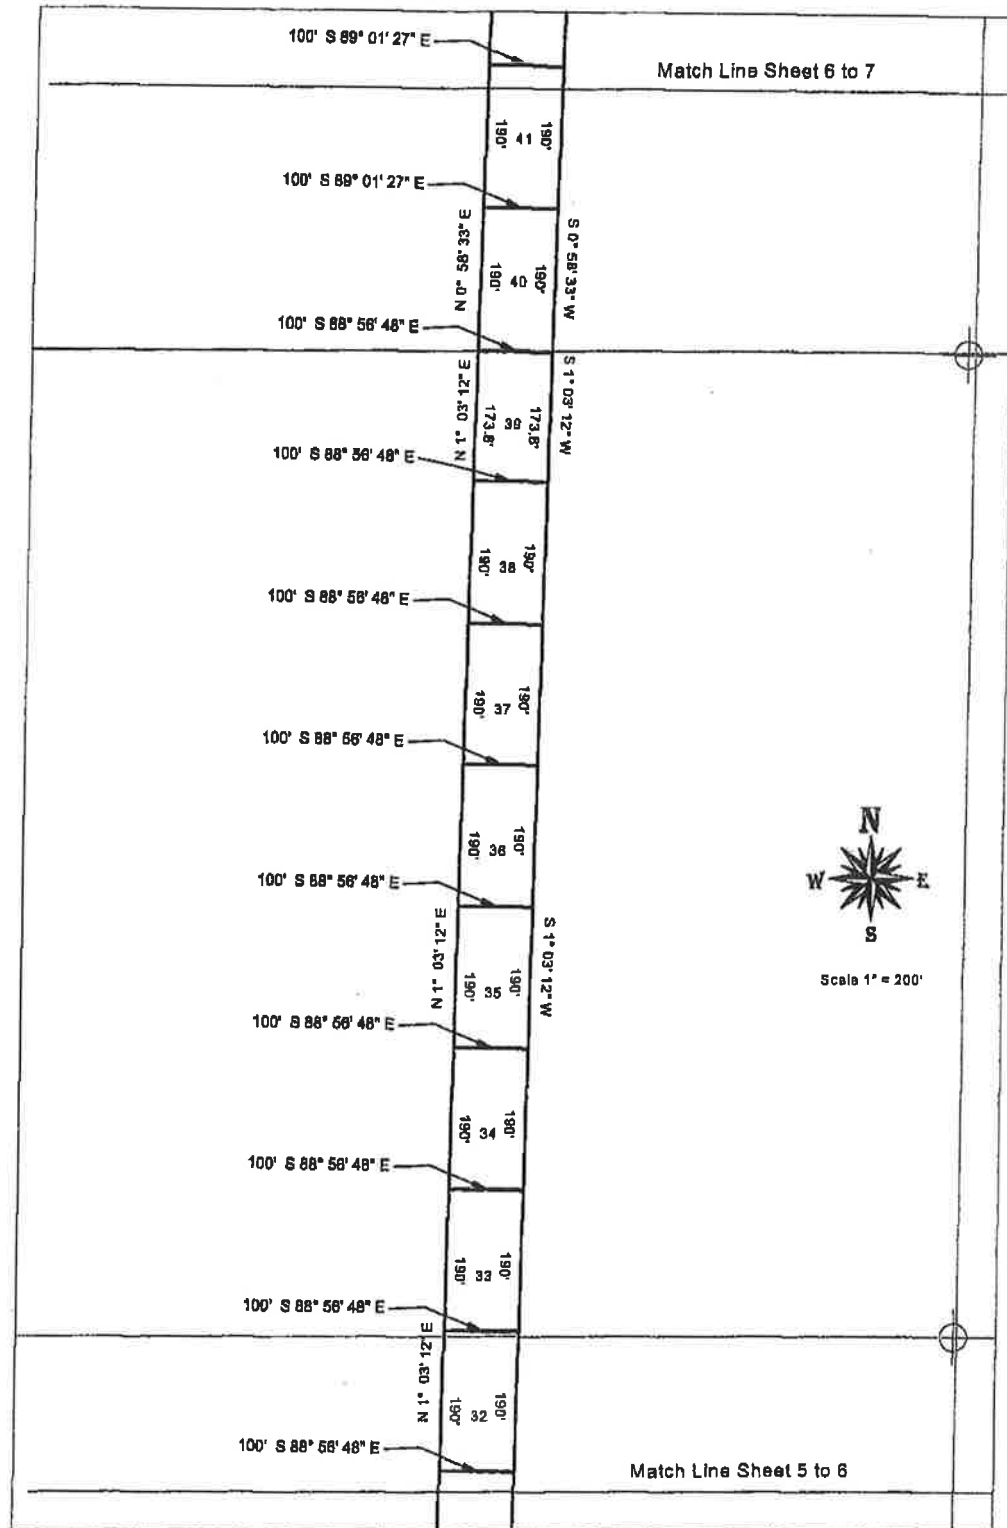 100' S 89° 01' 27" E
Match Line Sheet 6 to 7
190' 41 190'
100' S 89° 01' 27" E
N 0° 58' 33" E
S 0° 58' 33" W
190' 40 190'
100' S 88° 56' 48" E
N 1° 03' 12" E
S 1° 03' 12" W
173.8' 39 173.8'
100' S 88° 56' 48" E
190' 38 190'
100' S 88° 56' 48" E
190' 37 190'
100' S 88° 56' 48" E
190' 36 190'
N
W E
S
100' S 88° 56' 48" E
N 1° 03' 12" E
S 1° 03' 12" W
190' 35 190'
Scale 1" = 200'
100' S 88° 56' 48" E
190' 34 190'
100' S 88° 56' 48" E
190' 33 190'
100' S 88° 56' 48" E
N 1° 03' 12" E
190' 32 190'
100' S 88° 56' 48" E
Match Line Sheet 5 to 6